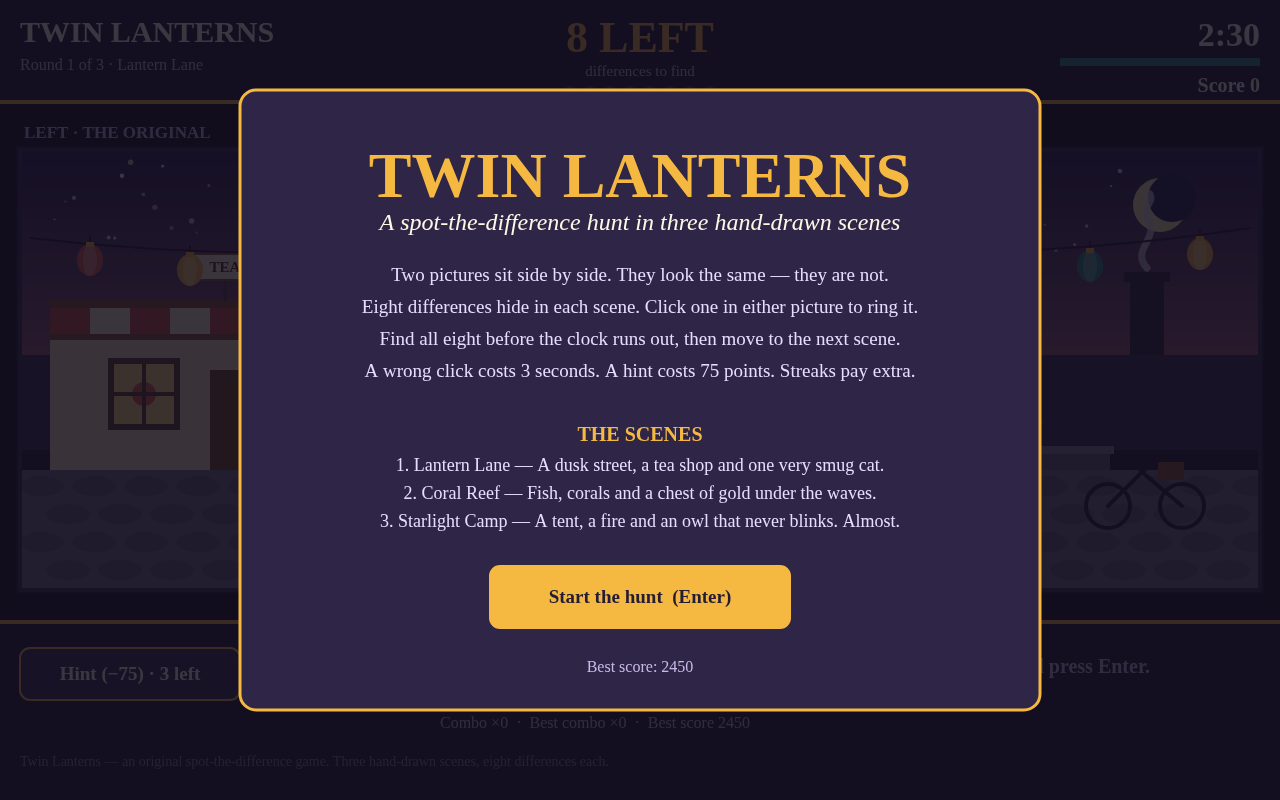 TWIN LANTERNS
Round 1 of 3 · Lantern Lane
8 LEFT
differences to find
2:30
Score 0
LEFT · THE ORIGINAL
TEA
TWIN LANTERNS
A spot-the-difference hunt in three hand-drawn scenes
Two pictures sit side by side. They look the same — they are not.
Eight differences hide in each scene. Click one in either picture to ring it.
Find all eight before the clock runs out, then move to the next scene.
A wrong click costs 3 seconds. A hint costs 75 points. Streaks pay extra.
THE SCENES
1. Lantern Lane — A dusk street, a tea shop and one very smug cat.
2. Coral Reef — Fish, corals and a chest of gold under the waves.
3. Starlight Camp — A tent, a fire and an owl that never blinks. Almost.
Start the hunt (Enter)
Best score: 2450
Hint (−75) · 3 left
press Enter.
Combo ×0 · Best combo ×0 · Best score 2450
Twin Lanterns — an original spot-the-difference game. Three hand-drawn scenes, eight differences each.